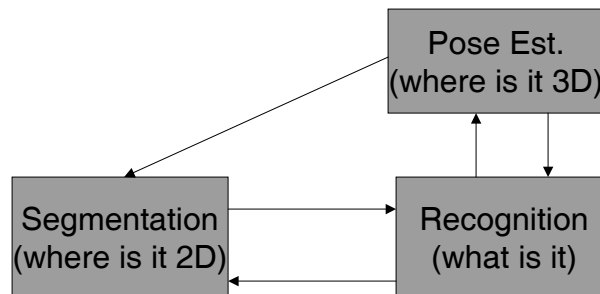 Pose Est.
(where is it 3D)
Segmentation
(where is it 2D)
Recognition
(what is it)